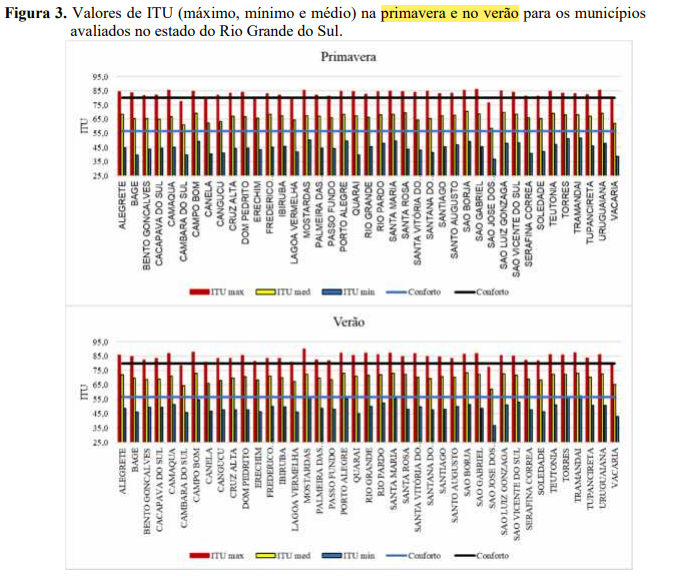 Figura 3. Valores de ITU (máximo, mínimo e médio) na primavera e no verão para os municípios
avaliados no estado do Rio Grande do Sul.
Primavera
95,0
85,0
75,0
65,0
55,0
45,0
35,0
25,0
ITU
ALEGRETE
BAGE
BENTO GONCALVES
CACAPAVA DO SUL
CAMAQUA
CAMBARA DO SUL
CAMPO BOM
CANELA
CANGUCU
CRUZ ALTA
DOM PEDRITO
ERECHIM
FREDERICO
IBIRUBA
LAGOA VERMELHA
MOSTARDAS
PALMEIRA DAS
PASSO FUNDO
PORTO ALEGRE
QUARAI
RIO GRANDE
RIO PARDO
SANTA MARIA
SANTA ROSA
SANTA VITORIA DO
SANTANA DO
SANTIAGO
SANTO AUGUSTO
SAO BORJA
SAO GABRIEL
SAO JOSE DOS
SAO LUIZ GONZAGA
SAO VICENTE DO SUL
SERAFINA CORREA
SOLEDADE
TEUTONIA
TORRES
TRAMANDAI
TUPANCIRETA
URUGUAIANA
VACARIA
ITU max ITU med ITU min Conforto Conforto
Verão
95,0
85,0
75,0
65,0
55,0
45,0
35,0
25,0
ITU
ALEGRETE
BAGE
BENTO GONCALVES
CACAPAVA DO SUL
CAMAQUA
CAMBARA DO SUL
CAMPO BOM
CANELA
CANGUCU
CRUZ ALTA
DOM PEDRITO
ERECHIM
FREDERICO
IBIRUBA
LAGOA VERMELHA
MOSTARDAS
PALMEIRA DAS
PASSO FUNDO
PORTO ALEGRE
QUARAI
RIO GRANDE
RIO PARDO
SANTA MARIA
SANTA ROSA
SANTA VITORIA DO
SANTANA DO
SANTIAGO
SANTO AUGUSTO
SAO BORJA
SAO GABRIEL
SAO JOSE DOS
SAO LUIZ GONZAGA
SAO VICENTE DO SUL
SERAFINA CORREA
SOLEDADE
TEUTONIA
TORRES
TRAMANDAI
TUPANCIRETA
URUGUAIANA
VACARIA
ITU max ITU med ITU min Conforto Conforto